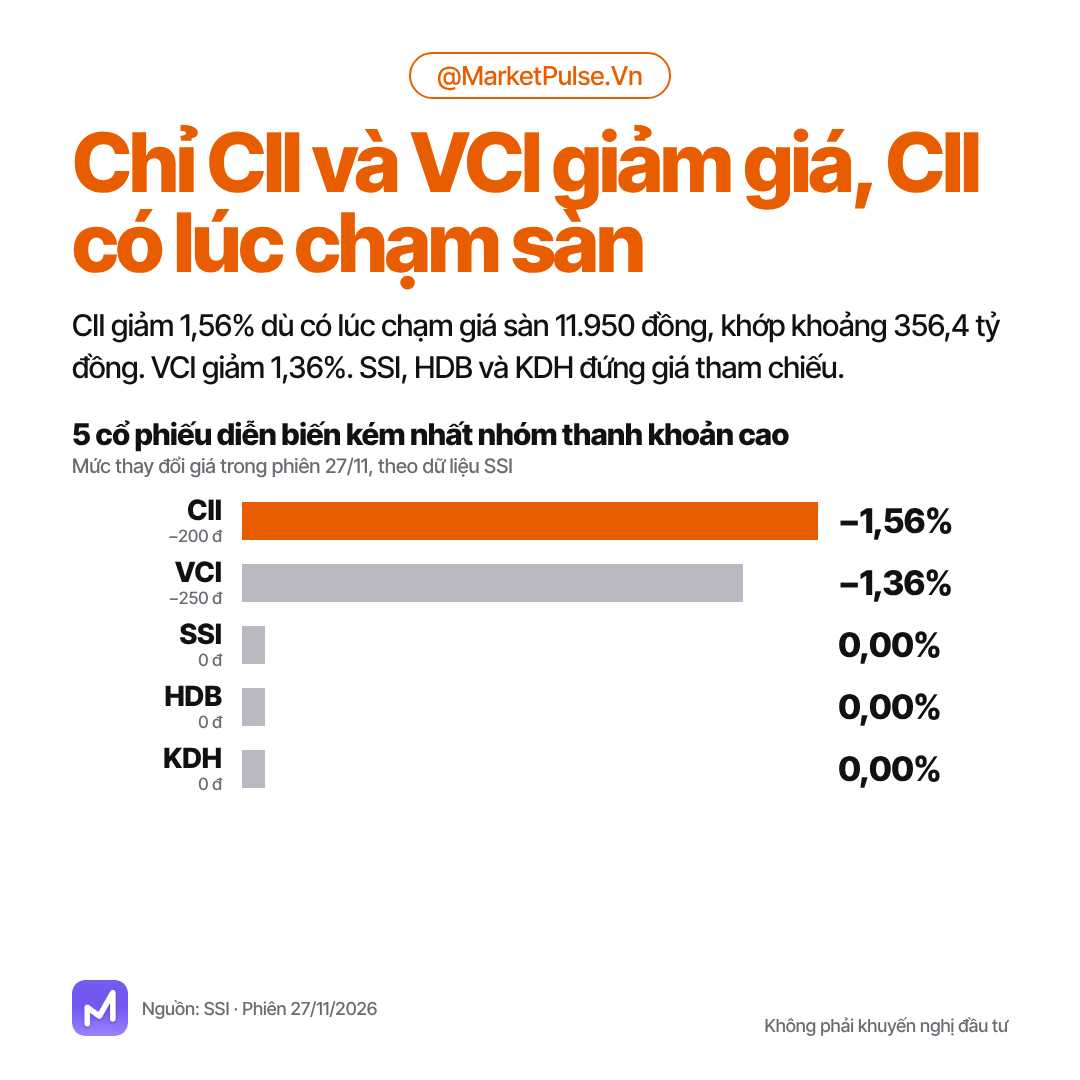 @MarketPulse.Vn
Chỉ CII và VCI giảm giá, CII
có lúc chạm sàn
CII giảm 1,56% dù có lúc chạm giá sàn 11.950 đồng, khớp khoảng 356,4 tỷ
đồng. VCI giảm 1,36%. SSI, HDB và KDH đứng giá tham chiếu.
5 cổ phiếu diễn biến kém nhất nhóm thanh khoản cao
Mức thay đổi giá trong phiên 27/11, theo dữ liệu SSI
CII
−200 đ
−1,56%
VCI
−250 đ
−1,36%
SSI
0 đ
0,00%
HDB
0 đ
0,00%
KDH
0 đ
0,00%
Nguồn: SSI · Phiên 27/11/2026
Không phải khuyến nghị đầu tư